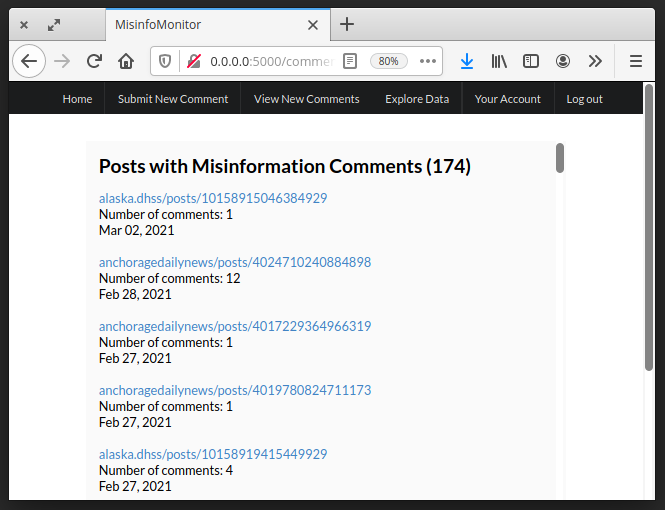 MisinfoMonitor
0.0.0.0:5000/comme
80%
Home Submit New Comment View New Comments Explore Data Your Account Log out
Posts with Misinformation Comments (174)
alaska.dhss/posts/10158915046384929
Number of comments: 1
Mar 02, 2021
anchoragedailynews/posts/4024710240884898
Number of comments: 12
Feb 28, 2021
anchoragedailynews/posts/4017229364966319
Number of comments: 1
Feb 27, 2021
anchoragedailynews/posts/4019780824711173
Number of comments: 1
Feb 27, 2021
alaska.dhss/posts/10158919415449929
Number of comments: 4
Feb 27, 2021